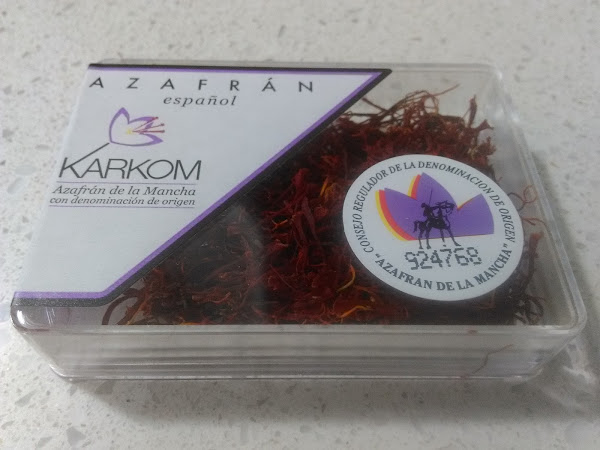 AZAFRÁN
español
KARKOM
Azafrán de la Mancha
con denominación de origen
CONSEJO REGULADOR DE LA DENOMINACION DE ORIGEN
924768
"AZAFRAN DE LA MANCHA"